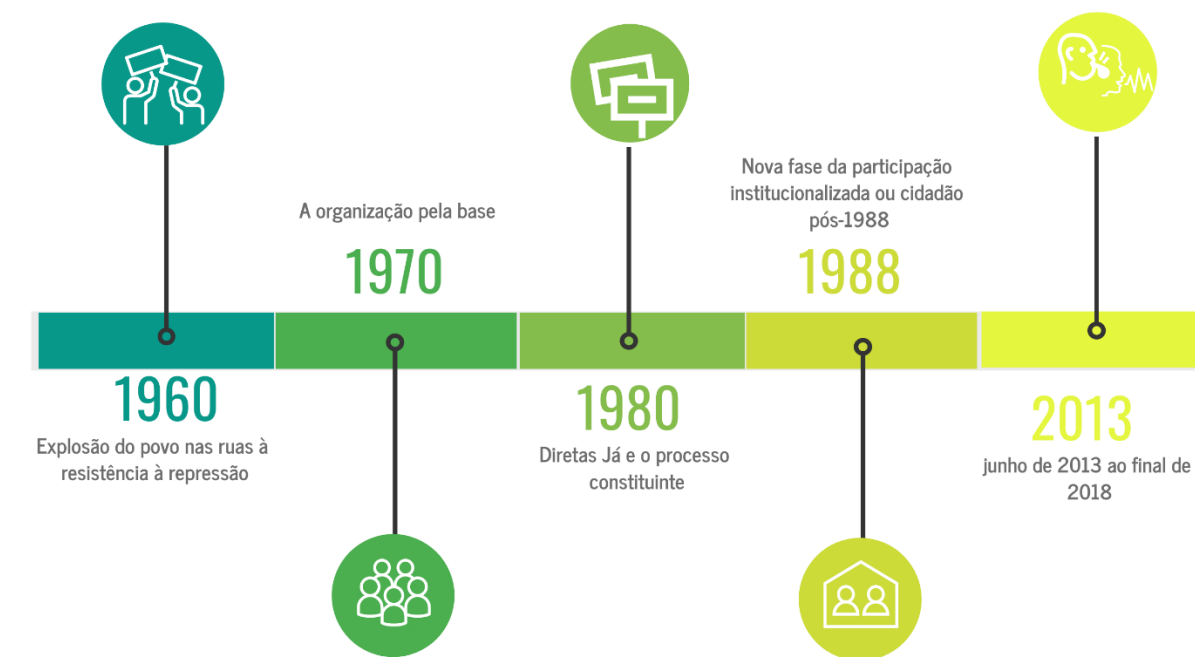 1960
Explosão do povo nas ruas à
resistência à repressão
A organização pela base
1970
1980
Diretas Já e o processo
constituinte
Nova fase da participação
institucionalizada ou cidadão
pós-1988
1988
2013
junho de 2013 ao final de
2018